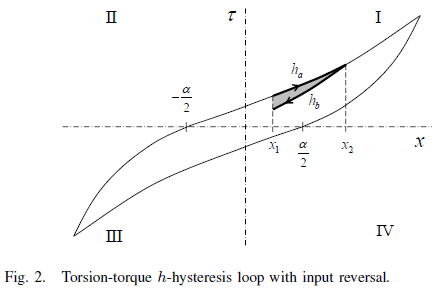 II
τ
I
h_a
h_b
-α/2
x_1
α/2
x_2
x
III
IV
Fig. 2. Torsion-torque h-hysteresis loop with input reversal.